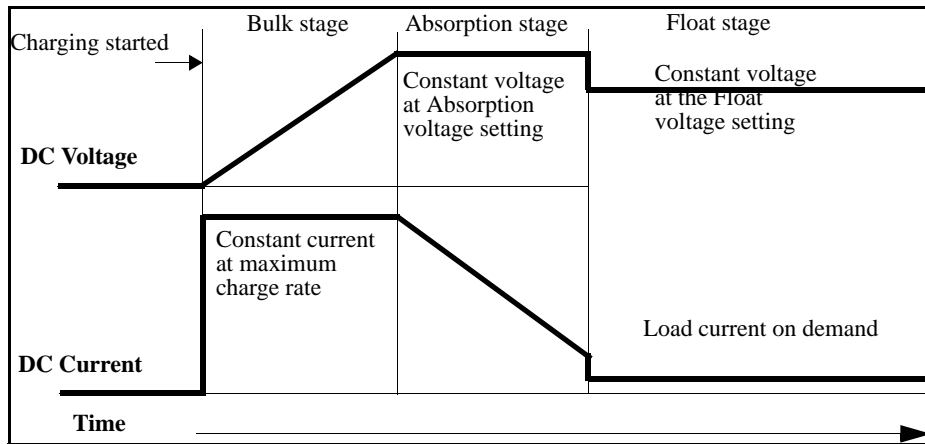 Bulk stage
Absorption stage
Float stage
Charging started
Constant voltage
at Absorption
voltage setting
Constant voltage
at the Float
voltage setting
DC Voltage
Constant current
at maximum
charge rate
Load current on demand
DC Current
Time